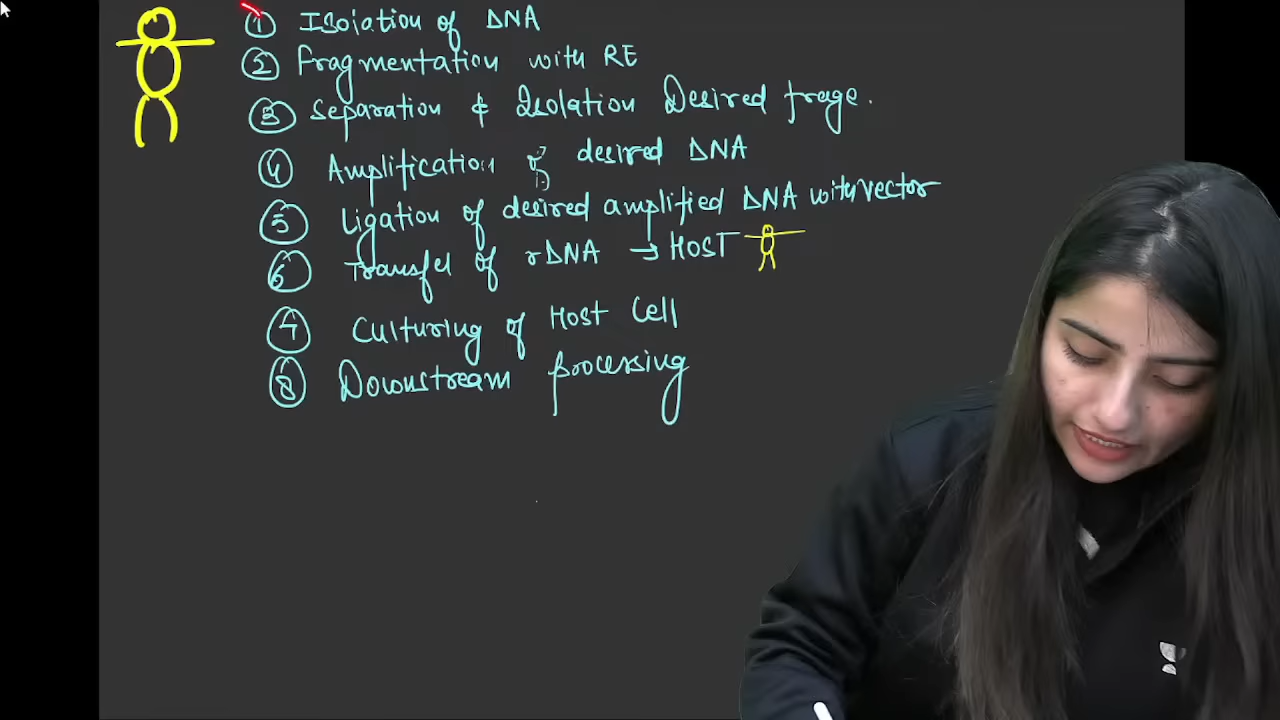 ① Isolation of DNA
② Fragmentation with RE
③ Separation & Isolation Desired frage.
④ Amplification of desired DNA
⑤ Ligation of desired amplified DNA with vector
⑥ Transfer of rDNA → HOST
⑦ Culturing of Host Cell
⑧ Downstream processing